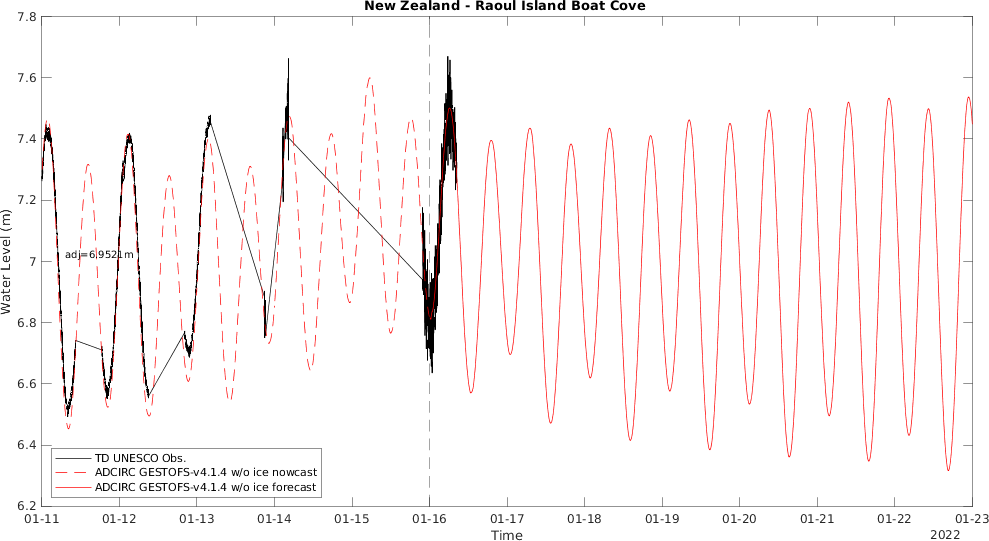 New Zealand - Raoul Island Boat Cove
7.8
7.6
7.4
7.2
7
6.8
6.6
6.4
6.2
Water Level (m)
adj=6.9521m
TD UNESCO Obs.
ADCIRC GESTOFS-v4.1.4 w/o ice nowcast
ADCIRC GESTOFS-v4.1.4 w/o ice forecast
01-11 01-12 01-13 01-14 01-15 01-16 01-17 01-18 01-19 01-20 01-21 01-22 01-23
Time
2022